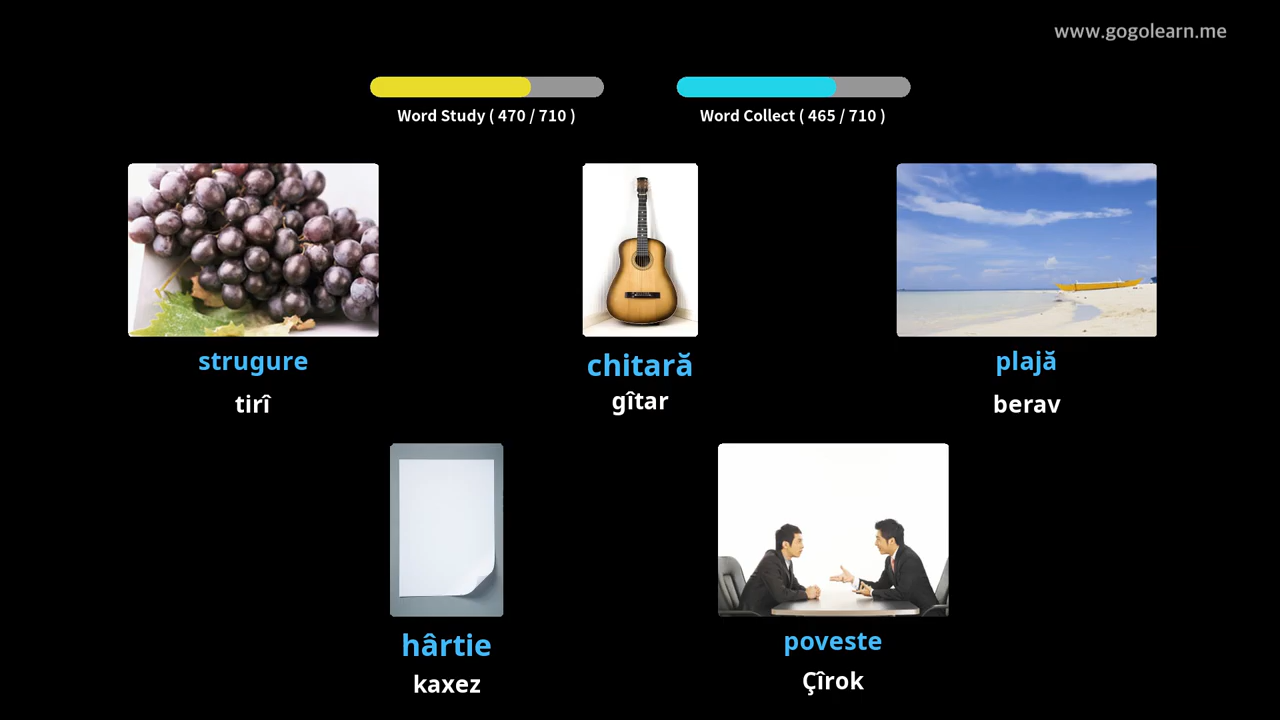 www.gogolearn.me
Word Study ( 470 / 710 )
Word Collect ( 465 / 710 )
strugure
tirî
chitară
gîtar
plajă
berav
hârtie
kaxez
poveste
Çîrok